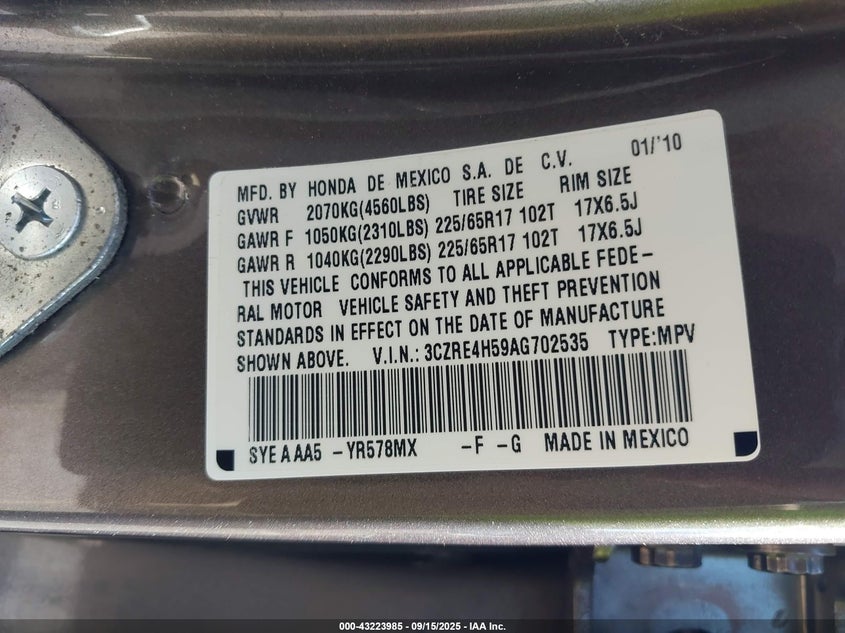 01/'10
MFD. BY HONDA DE MEXICO S.A. DE C.V.
GVWR 2070KG(4560LBS) TIRE SIZE RIM SIZE
GAWR F 1050KG(2310LBS) 225/65R17 102T 17X6.5J
GAWR R 1040KG(2290LBS) 225/65R17 102T 17X6.5J
THIS VEHICLE CONFORMS TO ALL APPLICABLE FEDE-
RAL MOTOR VEHICLE SAFETY AND THEFT PREVENTION
STANDARDS IN EFFECT ON THE DATE OF MANUFACTURE
SHOWN ABOVE. V.I.N.: 3CZRE4H59AG702535 TYPE:MPV
SYE A AA5 -YR578MX -F -G MADE IN MEXICO
000-43223985 - 09/15/2025 - IAA Inc.